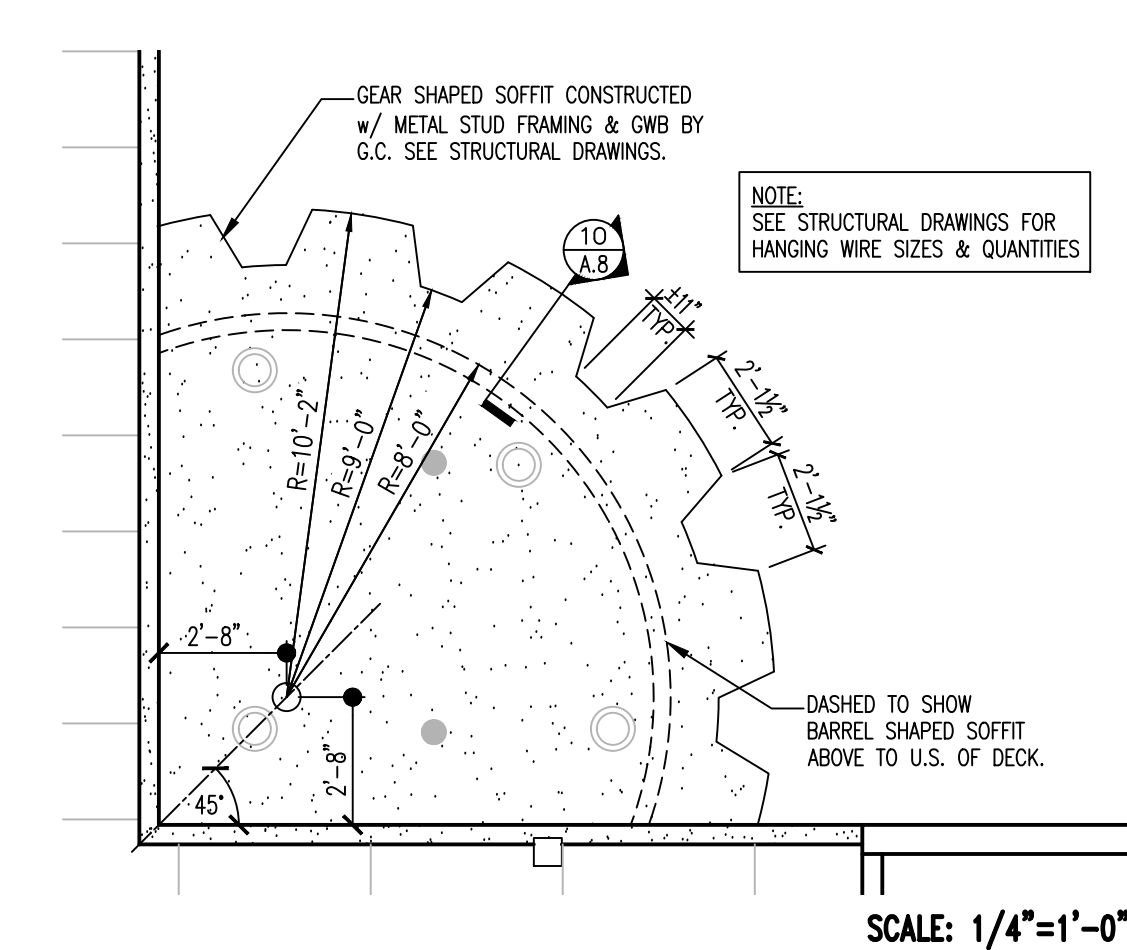 GEAR SHAPED SOFFIT CONSTRUCTED
w/ METAL STUD FRAMING & GWB BY
G.C. SEE STRUCTURAL DRAWINGS.
NOTE:
SEE STRUCTURAL DRAWINGS FOR
HANGING WIRE SIZES & QUANTITIES
10
A.8
±11"
TYP.
2'-1½"
TYP.
2'-1½"
TYP.
R=10'-2"
R=9'-0"
R=8'-0"
2'-8"
2'-8"
45°
DASHED TO SHOW
BARREL SHAPED SOFFIT
ABOVE TO U.S. OF DECK.
SCALE: 1/4"=1'-0"